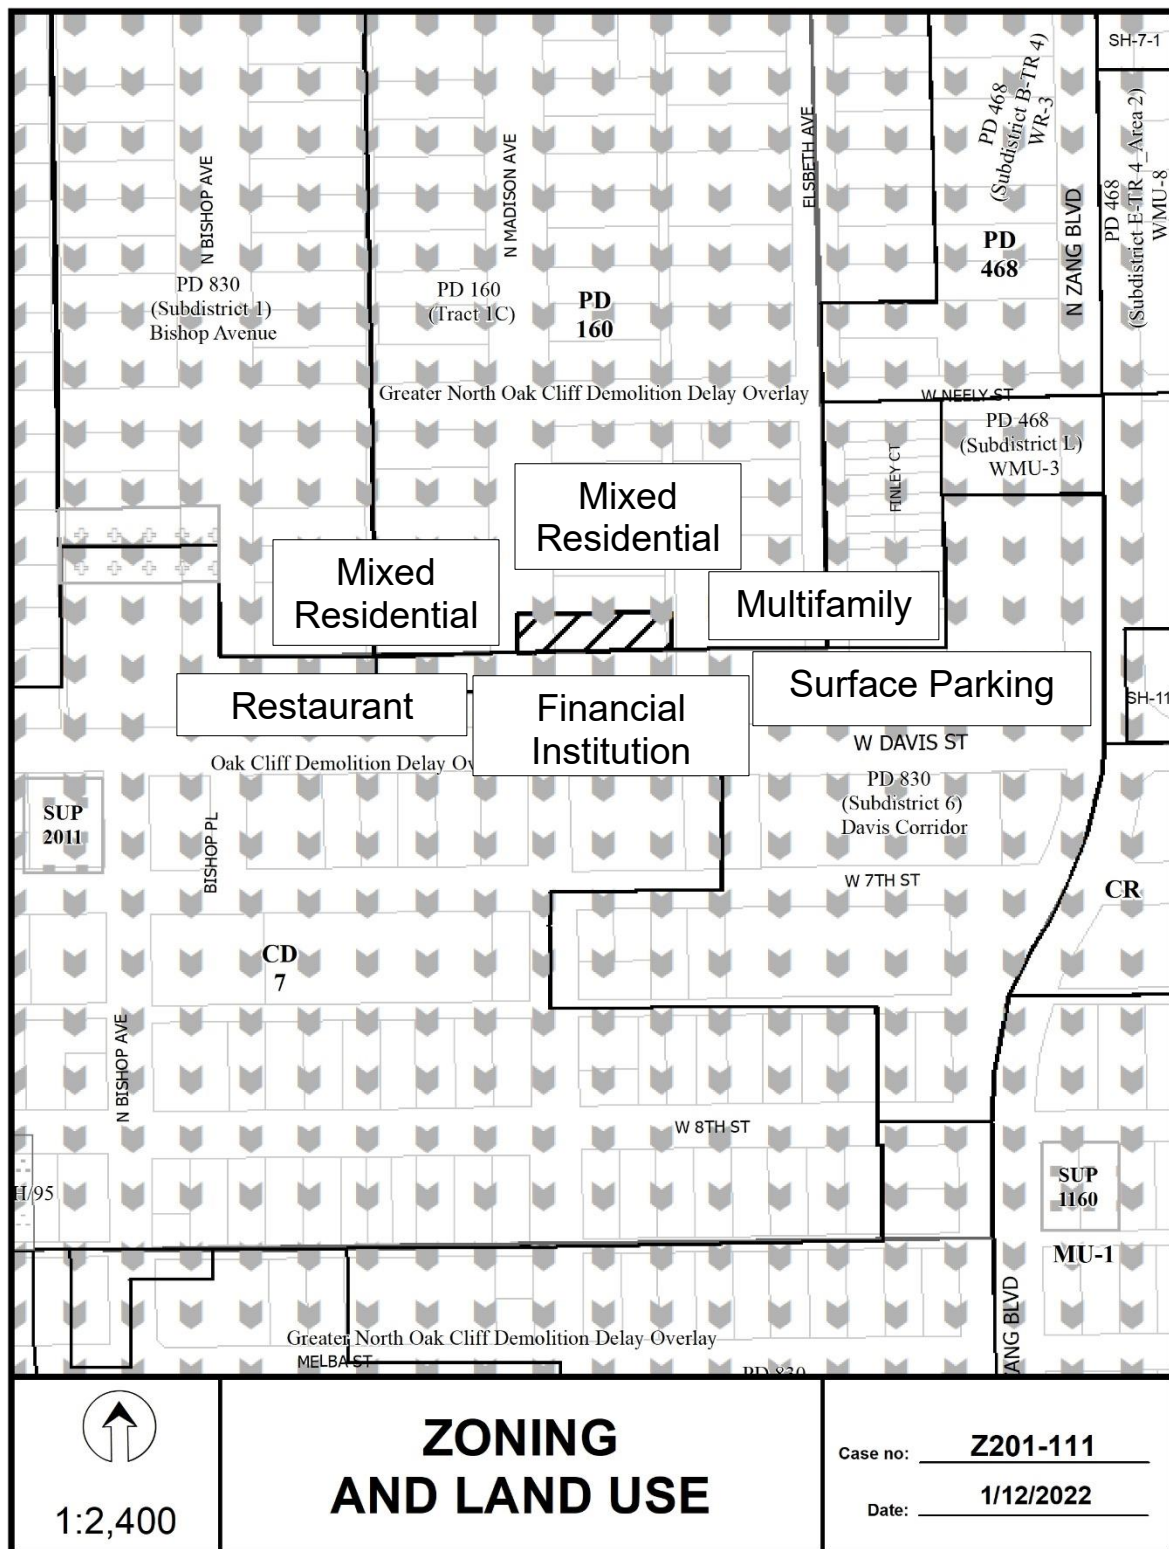 SH-7-1
PD 468
(Subdistrict B-TR 4)
WR-3
PD 468
(Subdistrict E-TR 4_Area 2)
WMU-8
N BISHOP AVE
N MADISON AVE
ELSBETH AVE
N ZANG BLVD
PD
468
PD 830
(Subdistrict 1)
Bishop Avenue
PD 160
(Tract 1C)
PD
160
Greater North Oak Cliff Demolition Delay Overlay
W NEELY ST
PD 468
(Subdistrict L)
WMU-3
FINLEY CT
Mixed
Residential
Mixed
Residential
Multifamily
Restaurant
Financial
Institution
Surface Parking
SH-11
W DAVIS ST
Oak Cliff Demolition Delay Ov
PD 830
(Subdistrict 6)
Davis Corridor
SUP
2011
BISHOP PL
W 7TH ST
CR
CD
7
N BISHOP AVE
W 8TH ST
H/95
SUP
1160
MU-1
ZANG BLVD
Greater North Oak Cliff Demolition Delay Overlay
MELBA ST
PD 830
1:2,400
ZONING
AND LAND USE
Case no: Z201-111
Date: 1/12/2022